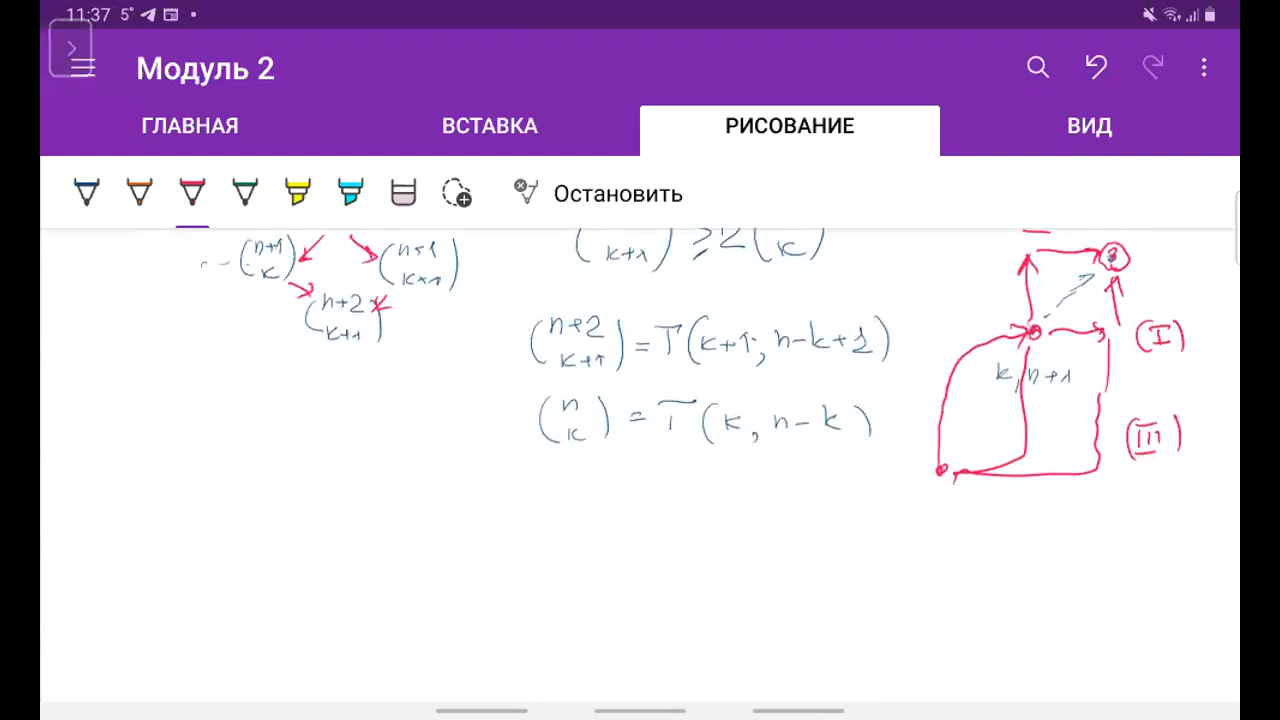 11:37 5°
Модуль 2
ГЛАВНАЯ ВСТАВКА РИСОВАНИЕ ВИД
Остановить
(n+1 k) (n+1 k+1)
(n+2 k+1)
( k+1) ≥ 2( k)
(n+2 k+1) = T(k+1, n-k+1)
(n k) = T(k, n-k)
(I)
k, n+1
(III)